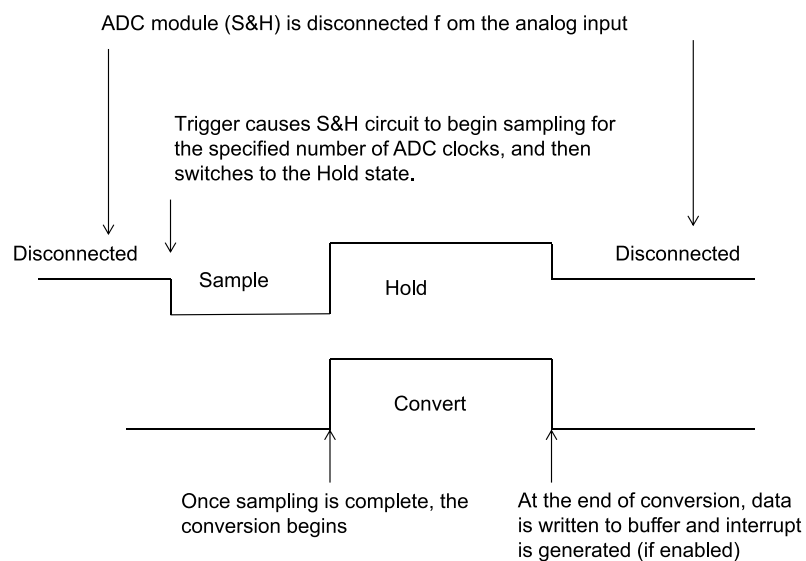 ADC module (S&H) is disconnected f om the analog input
Trigger causes S&H circuit to begin sampling for
the specified number of ADC clocks, and then
switches to the Hold state.
Disconnected
Disconnected
Sample
Hold
Convert
Once sampling is complete, the
conversion begins
At the end of conversion, data
is written to buffer and interrupt
is generated (if enabled)